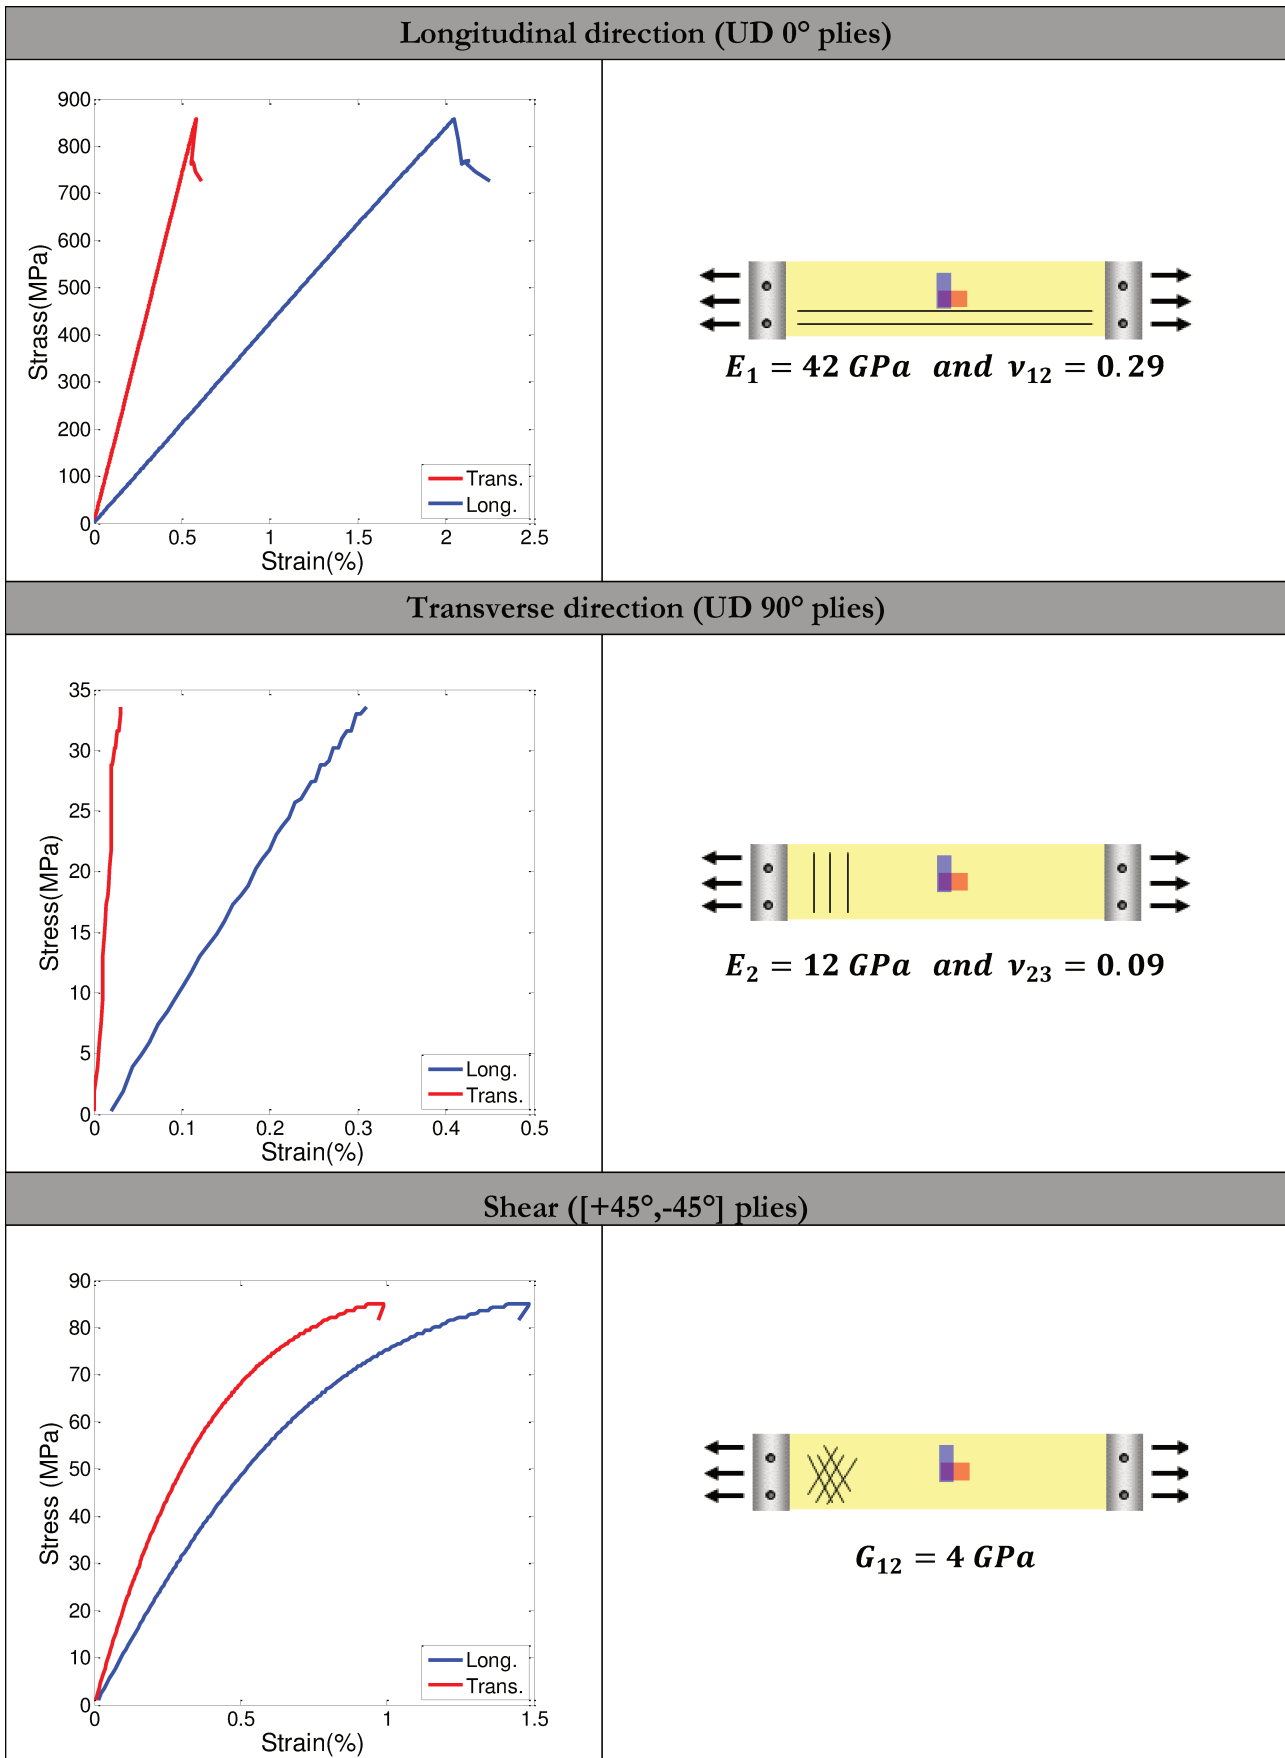 Longitudinal direction (UD 0° plies)
900
800
700
600
500
400
300
200
100
0
Strass(MPa)
Trans.
Long.
0 0.5 1 1.5 2 2.5
Strain(%)
E₁ = 42 GPa and ν₁₂ = 0.29
Transverse direction (UD 90° plies)
35
30
25
20
15
10
5
0
Stress(MPa)
Long.
Trans.
0 0.1 0.2 0.3 0.4 0.5
Strain(%)
E₂ = 12 GPa and ν₂₃ = 0.09
Shear ([+45°,-45°] plies)
90
80
70
60
50
40
30
20
10
0
Stress (MPa)
Long.
Trans.
0 0.5 1 1.5
Strain(%)
G₁₂ = 4 GPa